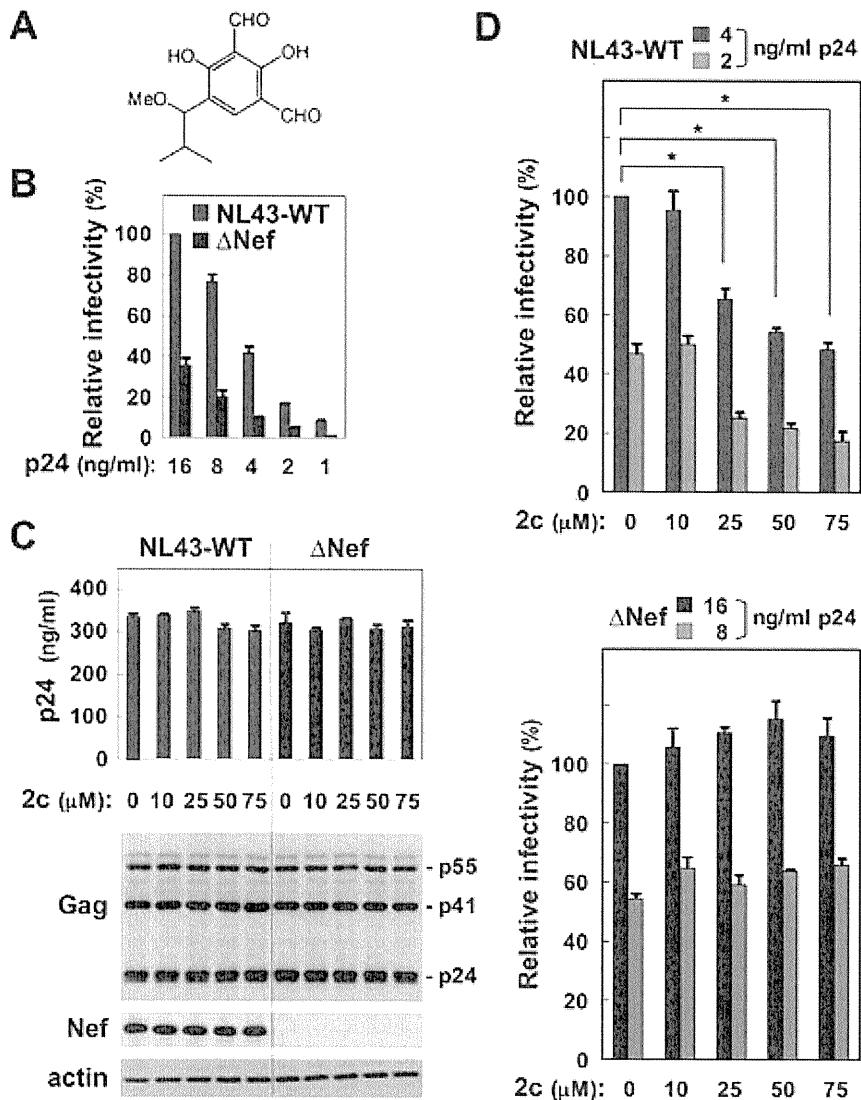 A
CHO
HO
OH
MeO
CHO
B
Relative infectivity (%)
NL43-WT
ΔNef
100
80
60
40
20
0
p24 (ng/ml): 16 8 4 2 1
C
NL43-WT ΔNef
p24 (ng/ml)
400
300
200
100
0
2c (μM): 0 10 25 50 75 0 10 25 50 75
Gag
- p55
- p41
- p24
Nef
actin
D
NL43-WT
4
2
ng/ml p24
*
*
*
Relative infectivity (%)
100
80
60
40
20
0
2c (μM): 0 10 25 50 75
ΔNef
16
8
ng/ml p24
Relative infectivity (%)
100
80
60
40
20
0
2c (μM): 0 10 25 50 75